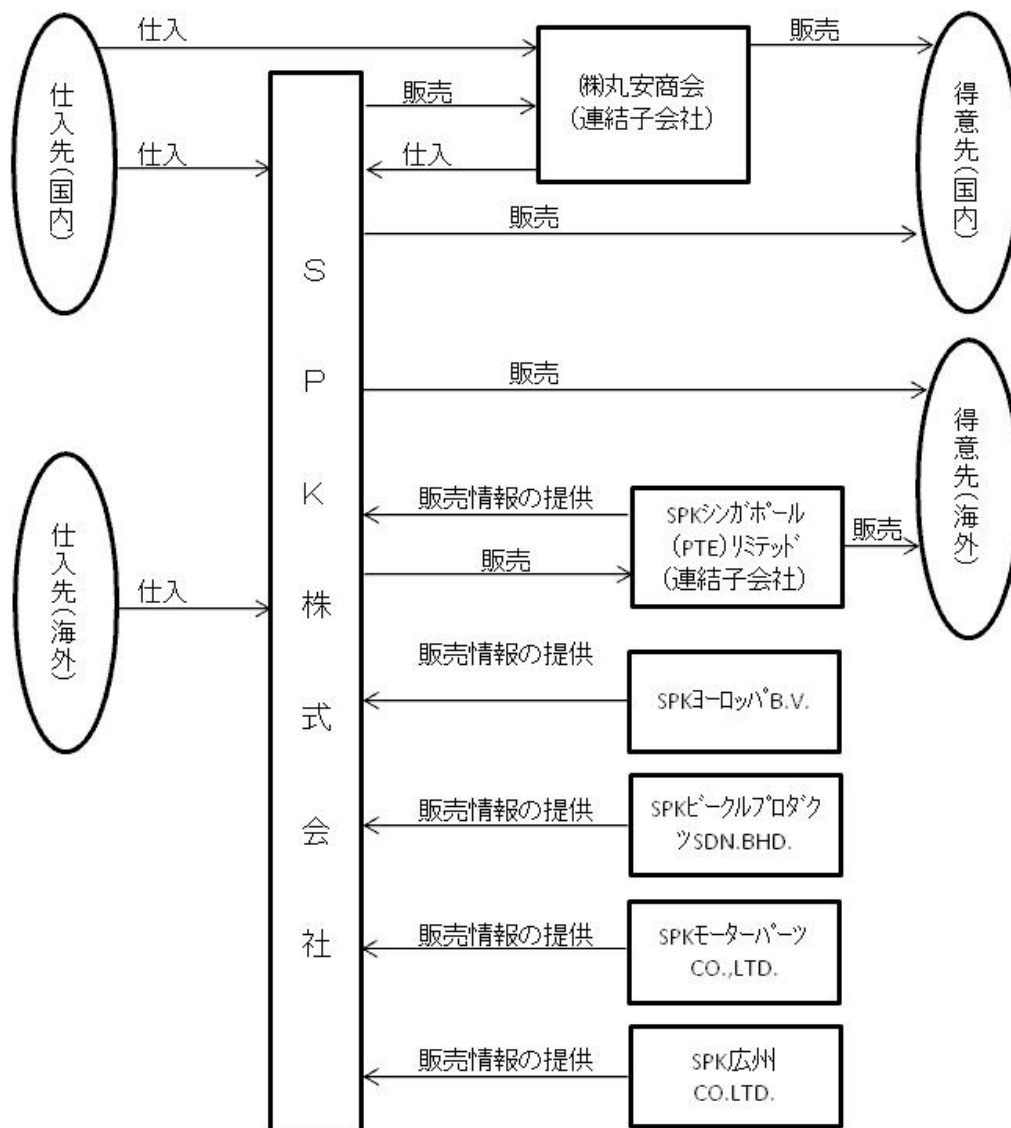 仕入
販売
仕入先(国内)
㈱丸安商会
(連結子会社)
得意先(国内)
販売
仕入
仕入
販売
SPK株式会社
販売
得意先(海外)
仕入先(海外)
販売情報の提供
SPKシンガポール
(PTE)リミテッド
(連結子会社)
販売
販売
仕入
販売情報の提供
SPKヨーロッパB.V.
販売情報の提供
SPKビークルプロダク
ツSDN.BHD.
販売情報の提供
SPKモーターパーツ
CO.,LTD.
販売情報の提供
SPK広州
CO.LTD.